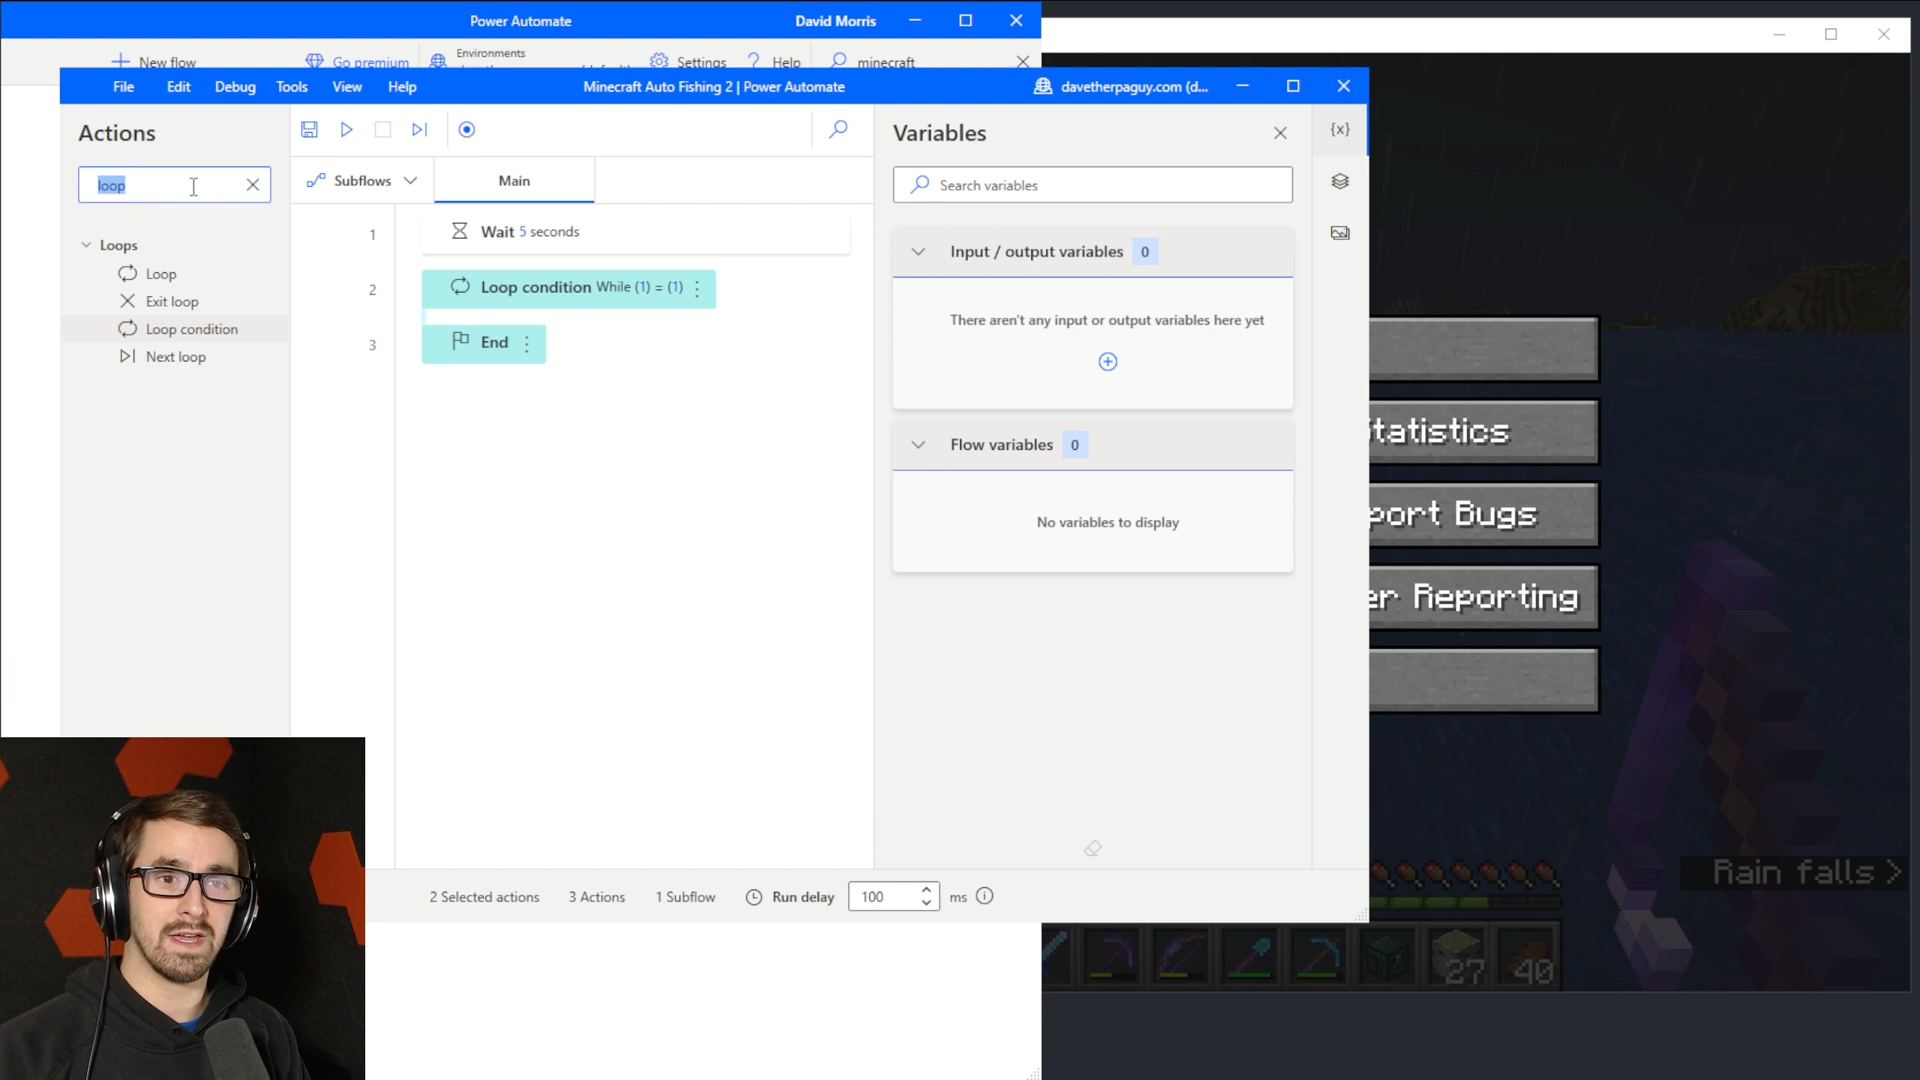 Power Automate
David Morris
New flow
Go premium
Environments
Settings
Help
minecraft
File Edit Debug Tools View Help
Minecraft Auto Fishing 2 | Power Automate
davetherpaguy.com (d...
Actions
loop
Loops
Loop
Exit loop
Loop condition
Next loop
Subflows
Main
1
Wait 5 seconds
2
Loop condition While (1) = (1)
3
End
Variables
{x}
Search variables
Input / output variables 0
There aren't any input or output variables here yet
Flow variables 0
No variables to display
2 Selected actions
3 Actions
1 Subflow
Run delay
100
ms
tatistics
port Bugs
er Reporting
Rain falls >
27
40